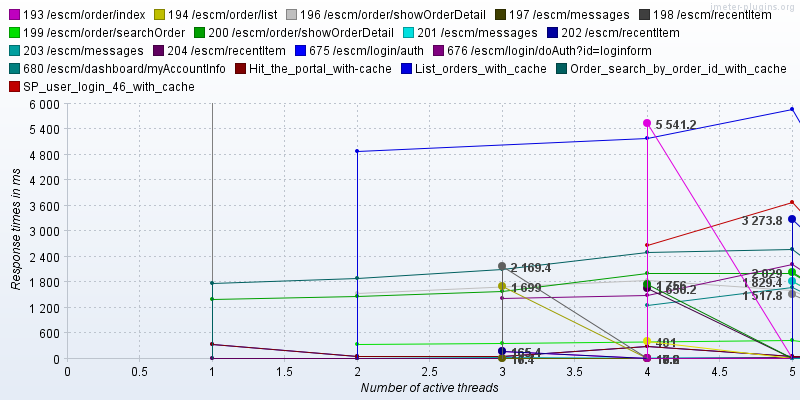 jmeter-plugins.org
193 /escm/order/index 194 /escm/order/list 196 /escm/order/showOrderDetail 197 /escm/messages 198 /escm/recentItem
199 /escm/order/searchOrder 200 /escm/order/showOrderDetail 201 /escm/messages 202 /escm/recentItem
203 /escm/messages 204 /escm/recentItem 675 /escm/login/auth 676 /escm/login/doAuth?id=loginform
680 /escm/dashboard/myAccountInfo Hit_the_portal_with-cache List_orders_with_cache Order_search_by_order_id_with_cache
SP_user_login_46_with_cache
6 000
5 400
4 800
4 200
3 600
3 000
2 400
1 800
1 200
600
0
Response times in ms
5 541.2
3 273.8
2 169.4
2 029
1 829.4
1 699
1 756
1 517.8
401
165.4
0 0.5 1 1.5 2 2.5 3 3.5 4 4.5 5
Number of active threads